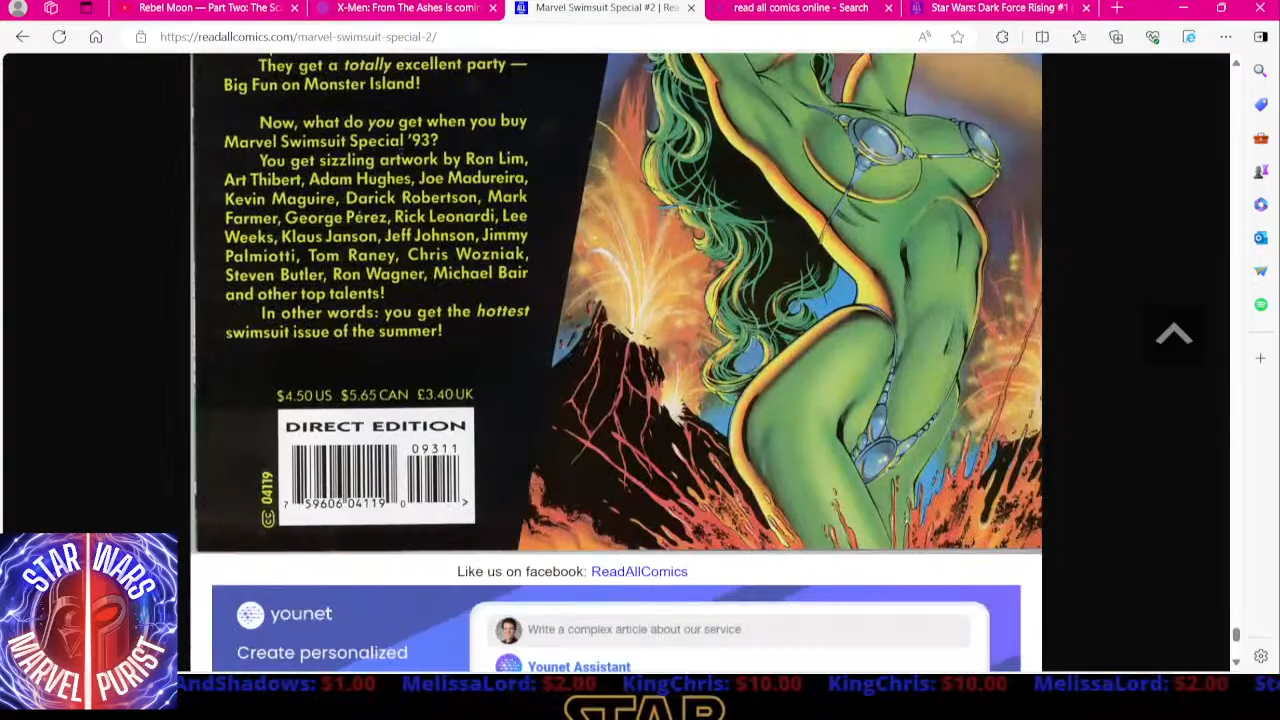 Rebel Moon — Part Two: The Sc
X-Men: From The Ashes is comin
Marvel Swimsuit Special #2 | Re
read all comics online - Search
Star Wars: Dark Force Rising #1
https://readallcomics.com/marvel-swimsuit-special-2/
They get a totally excellent party —
Big Fun on Monster Island!
Now, what do you get when you buy
Marvel Swimsuit Special '93?
You get sizzling artwork by Ron Lim,
Art Thibert, Adam Hughes, Joe Madureira,
Kevin Maguire, Darick Robertson, Mark
Farmer, George Pérez, Rick Leonardi, Lee
Weeks, Klaus Janson, Jeff Johnson, Jimmy
Palmiotti, Tom Raney, Chris Wozniak,
Steven Butler, Ron Wagner, Michael Bair
and other top talents!
In other words: you get the hottest
swimsuit issue of the summer!
$4.50 US $5.65 CAN £3.40 UK
DIRECT EDITION
09311
7 59606 04119 0
04119
Like us on facebook: ReadAllComics
younet
Create personalized
Write a complex article about our service
Younet Assistant
STAR WARS
MARVEL PURIST
AndShadows: $1.00 MelissaLord: $2.00 KingChris: $10.00 KingChris: $10.00 MelissaLord: $2.00 St
STAR